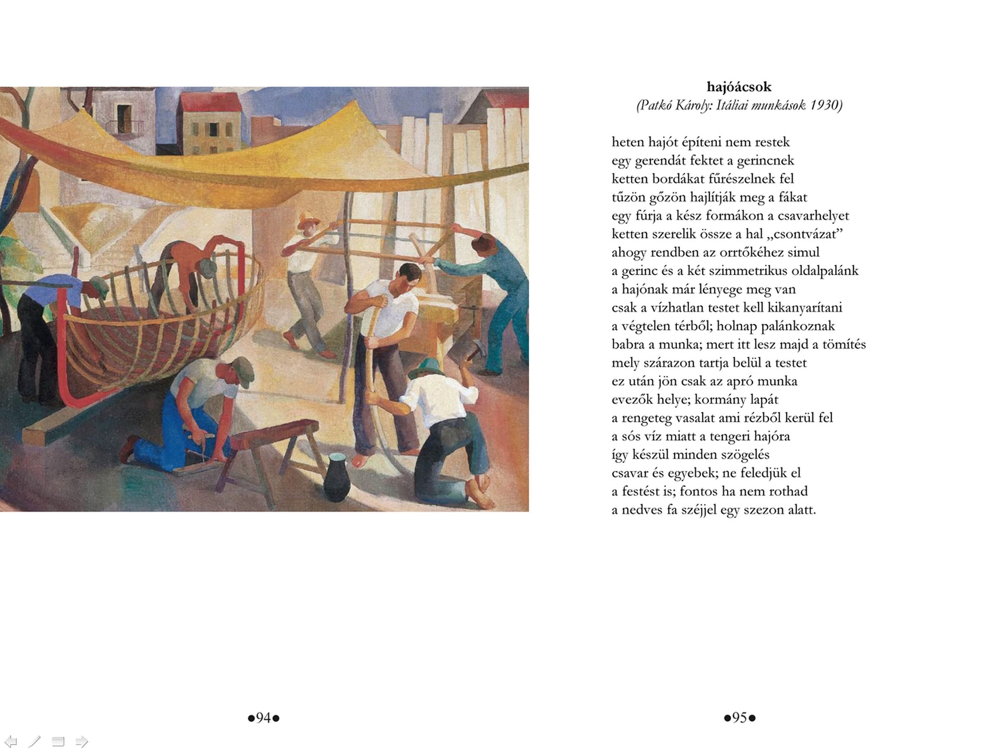 hajóácsok
(Patkó Károly: Itáliai munkások 1930)
heten hajót építeni nem restek
egy gerendát fektet a gerincnek
ketten bordákat fűrészelnek fel
tűzön gőzön hajlítják meg a fákat
egy fúrja a kész formákon a csavarhelyet
ketten szerelik össze a hal „csontvázat”
ahogy rendben az orrtőkéhez simul
a gerinc és a két szimmetrikus oldalpalánk
a hajónak már lényege meg van
csak a vízhatlan testet kell kikanyarítani
a végtelen térből; holnap palánkoznak
babra a munka; mert itt lesz majd a tömítés
mely szárazon tartja belül a testet
ez után jön csak az apró munka
evezők helye; kormány lapát
a rengeteg vasalat ami rézből kerül fel
a sós víz miatt a tengeri hajóra
így készül minden szögelés
csavar és egyebek; ne feledjük el
a festést is; fontos ha nem rothad
a nedves fa széjjel egy szezon alatt.
●94●
●95●